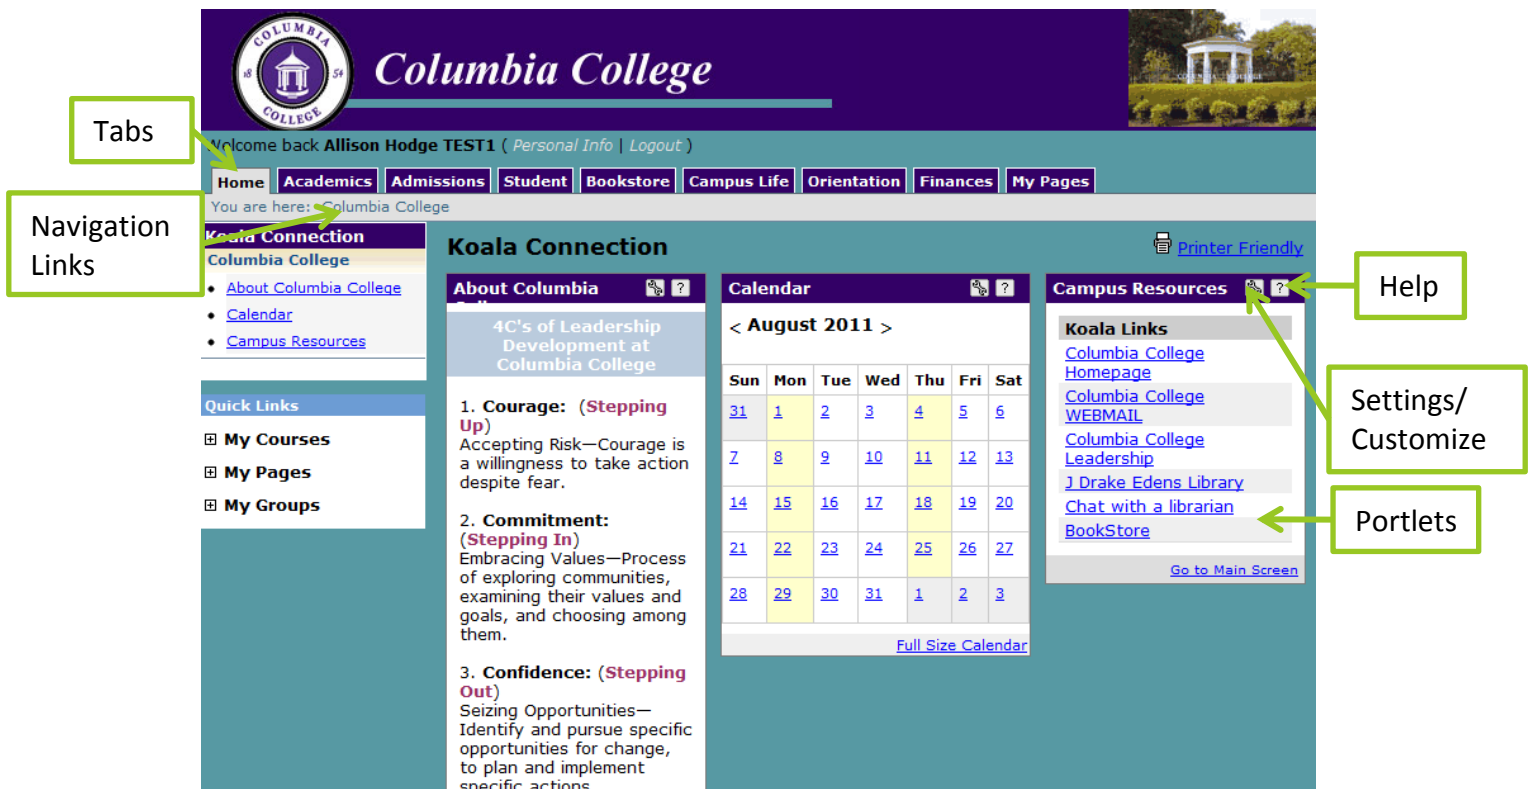 COLUMBIA
18 54
COLLEGE
Columbia College
COLUMBIA COLLEGE
Tabs
Welcome back Allison Hodge TEST1 ( Personal Info | Logout )
Home Academics Admissions Student Bookstore Campus Life Orientation Finances My Pages
You are here: Columbia College
Navigation
Links
Koala Connection
Columbia College
About Columbia College
Calendar
Campus Resources
Quick Links
My Courses
My Pages
My Groups
Koala Connection
Printer Friendly
About Columbia
?
4C's of Leadership
Development at
Columbia College
1. Courage: (Stepping
Up)
Accepting Risk—Courage is
a willingness to take action
despite fear.
2. Commitment:
(Stepping In)
Embracing Values—Process
of exploring communities,
examining their values and
goals, and choosing among
them.
3. Confidence: (Stepping
Out)
Seizing Opportunities—
Identify and pursue specific
opportunities for change,
to plan and implement
specific actions
Calendar
?
< August 2011 >
Sun Mon Tue Wed Thu Fri Sat
31 1 2 3 4 5 6
7 8 9 10 11 12 13
14 15 16 17 18 19 20
21 22 23 24 25 26 27
28 29 30 31 1 2 3
Full Size Calendar
Campus Resources
?
Koala Links
Columbia College
Homepage
Columbia College
WEBMAIL
Columbia College
Leadership
J Drake Edens Library
Chat with a librarian
BookStore
Go to Main Screen
Help
Settings/
Customize
Portlets